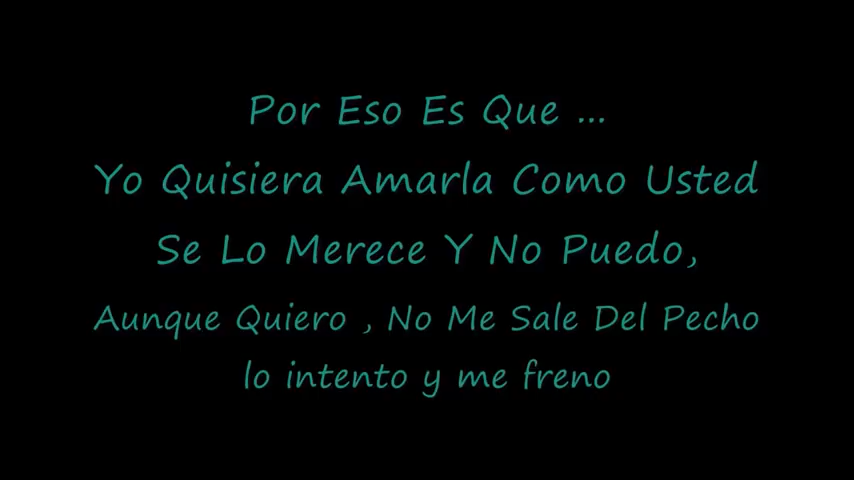 Por Eso Es Que ...
Yo Quisiera Amarla Como Usted
Se Lo Merece Y No Puedo,
Aunque Quiero , No Me Sale Del Pecho
lo intento y me freno